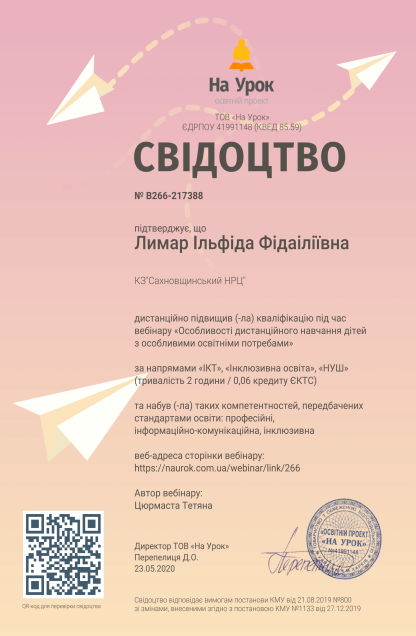 На Урок
освітній проект
ТОВ «На Урок»
ЄДРПОУ 41991148 (КВЕД 85.59)
СВІДОЦТВО
№ B266-217388
підтверджує, що
Лимар Ільфіда Фідаіліївна
КЗ"Сахновщинський НРЦ"
дистанційно підвищив (-ла) кваліфікацію під час
вебінару «Особливості дистанційного навчання дітей
з особливими освітніми потребами»
за напрямами «ІКТ», «Інклюзивна освіта», «НУШ»
(тривалість 2 години / 0,06 кредиту ЄКТС)
та набув (-ла) таких компетентностей, передбачених
стандартами освіти: професійні,
інформаційно-комунікаційна, інклюзивна
веб-адреса сторінки вебінару:
https://naurok.com.ua/webinar/link/266
Автор вебінару:
Цюрмаста Тетяна
Директор ТОВ «На Урок»
Перепелиця Д.О.
23.05.2020
«ОСВІТНІЙ ПРОЕКТ
«НА УРОК»
№41991148
QR-код для перевірки свідоцтва
Свідоцтво відповідає вимогам постанови КМУ від 21.08.2019 №800
зі змінами, внесеними згідно з постановою КМУ №1133 від 27.12.2019